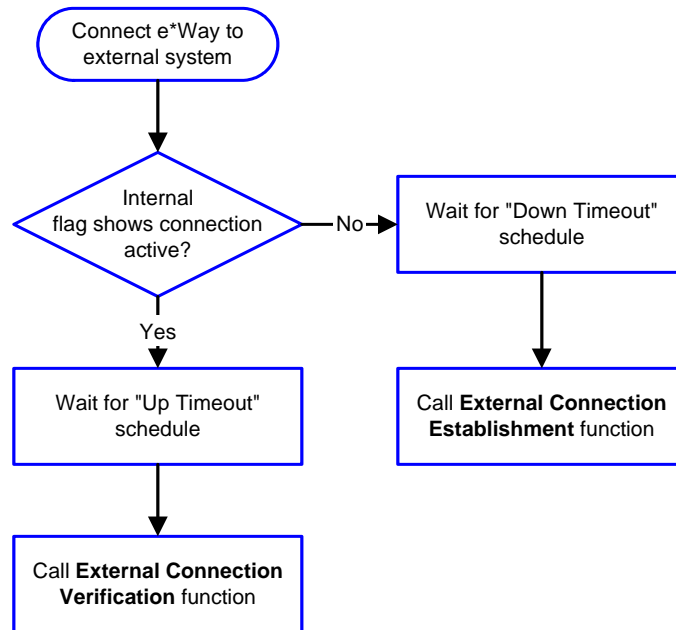 Connect e*Way to
external system
Internal
flag shows connection
active?
No
Wait for "Down Timeout"
schedule
Yes
Wait for "Up Timeout"
schedule
Call External Connection
Establishment function
Call External Connection
Verification function